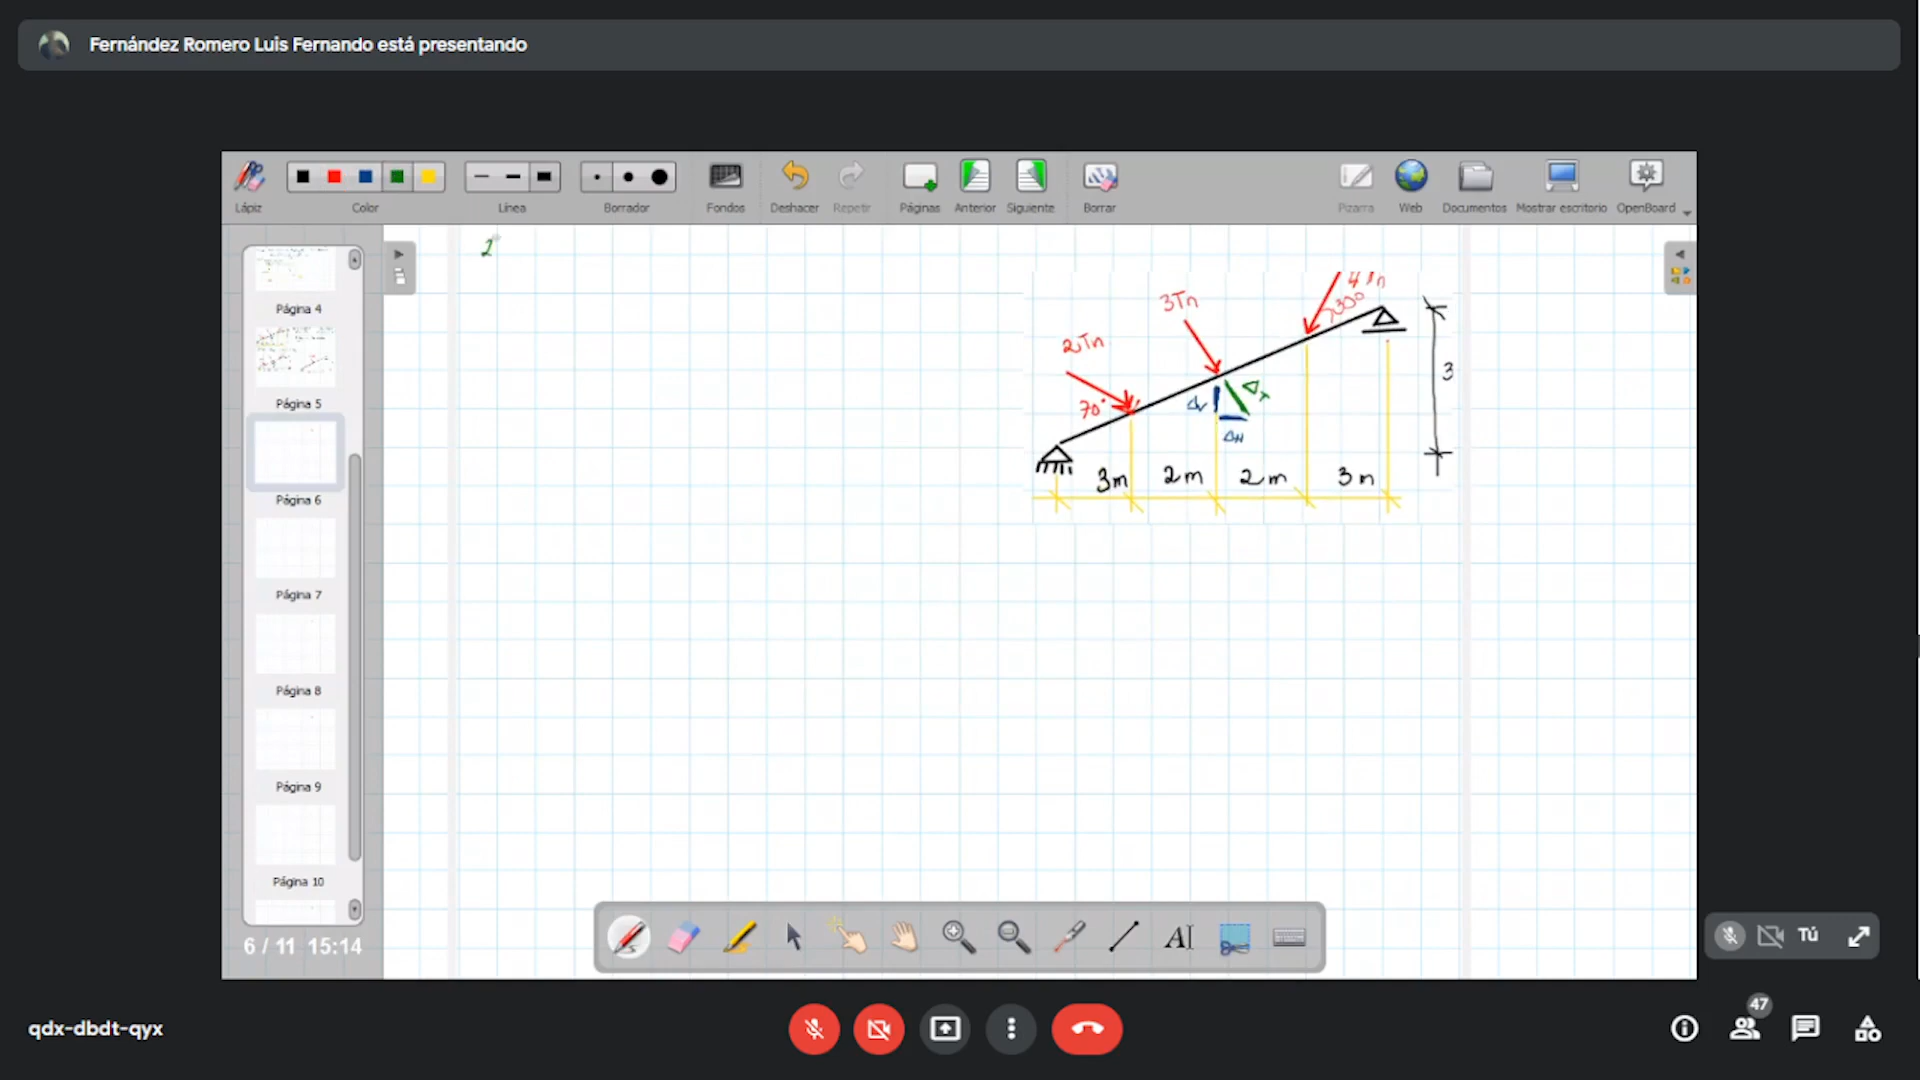 Fernández Romero Luis Fernando está presentando
Lápiz
Color
Línea
Borrador
Fondos
Deshacer
Repetir
Páginas
Anterior
Siguiente
Borrar
Pizarra
Web
Documentos
Mostrar escritorio
OpenBoard
Página 4
Página 5
Página 6
Página 7
Página 8
Página 9
Página 10
6 / 11 15:14
2
4Tn
30°
3Tn
2Tn
70°
ΔV
ΔH
3
3m 2m 2m 3m
AI
Tú
qdx-dbdt-qyx
47